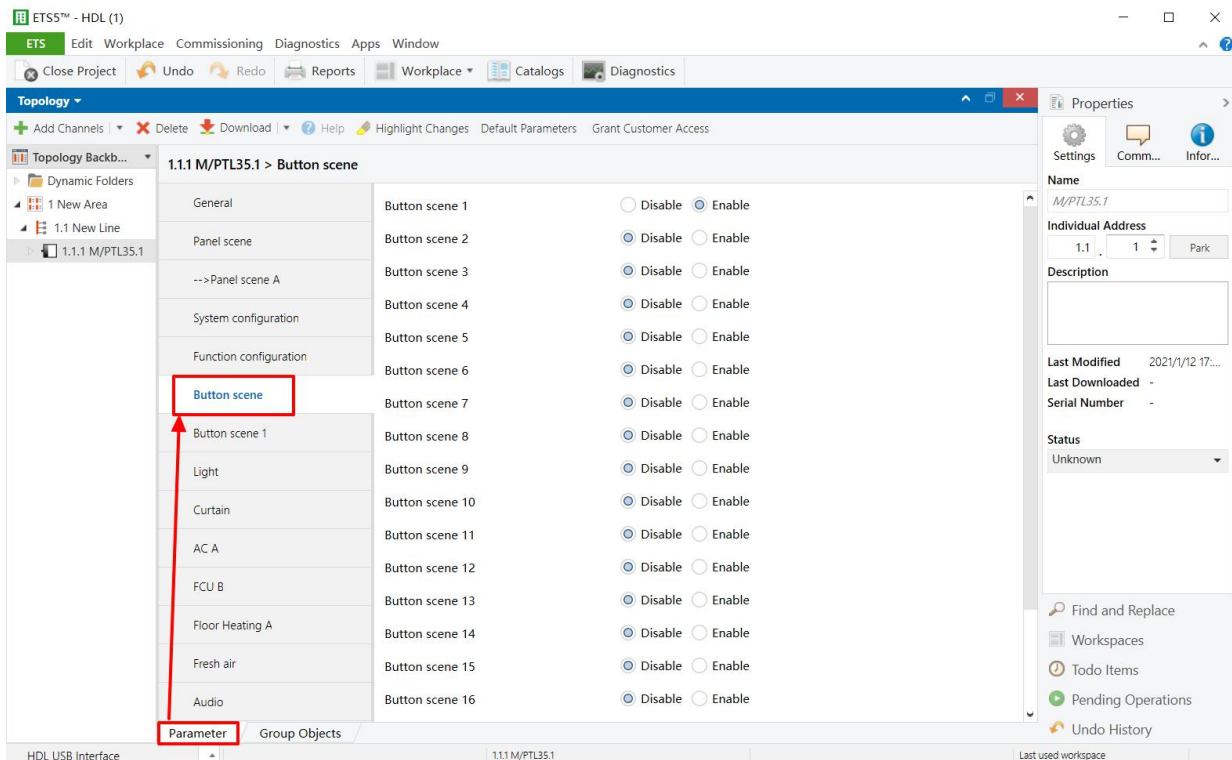 ETS5™ - HDL (1)
ETS Edit Workplace Commissioning Diagnostics Apps Window
Close Project Undo Redo Reports Workplace Catalogs Diagnostics
Topology
Add Channels Delete Download Help Highlight Changes Default Parameters Grant Customer Access
Topology Backb...
Dynamic Folders
1 New Area
1.1 New Line
1.1.1 M/PTL35.1
1.1.1 M/PTL35.1 > Button scene
General
Panel scene
-->Panel scene A
System configuration
Function configuration
Button scene
Button scene 1
Light
Curtain
AC A
FCU B
Floor Heating A
Fresh air
Audio
Button scene 1 Disable Enable
Button scene 2 Disable Enable
Button scene 3 Disable Enable
Button scene 4 Disable Enable
Button scene 5 Disable Enable
Button scene 6 Disable Enable
Button scene 7 Disable Enable
Button scene 8 Disable Enable
Button scene 9 Disable Enable
Button scene 10 Disable Enable
Button scene 11 Disable Enable
Button scene 12 Disable Enable
Button scene 13 Disable Enable
Button scene 14 Disable Enable
Button scene 15 Disable Enable
Button scene 16 Disable Enable
Parameter Group Objects
Properties
Settings Comm... Infor...
Name
M/PTL35.1
Individual Address
1.1 . 1 Park
Description
Last Modified 2021/1/12 17:...
Last Downloaded -
Serial Number -
Status
Unknown
Find and Replace
Workspaces
Todo Items
Pending Operations
Undo History
HDL USB Interface 1.1.1 M/PTL35.1 Last used workspace